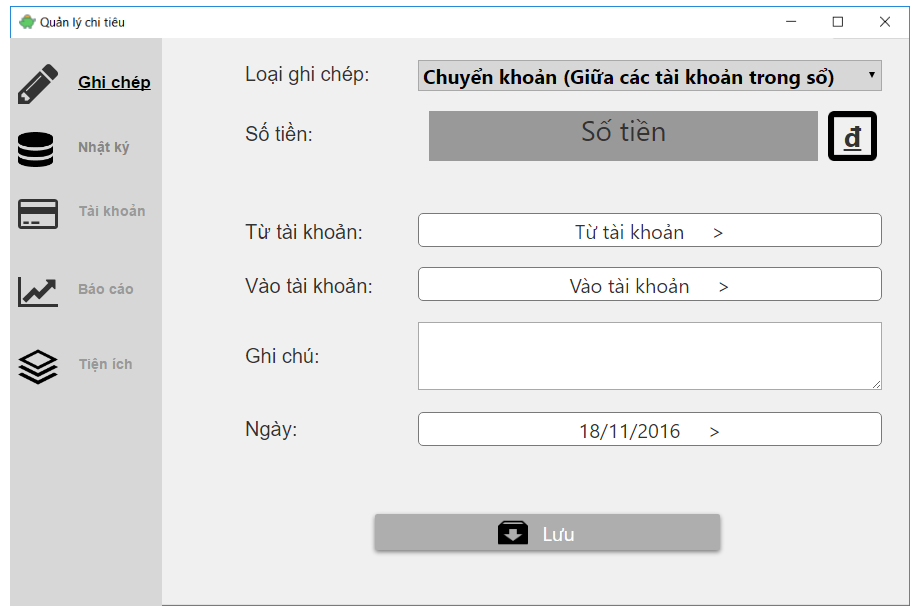 Quản lý chi tiêu
Ghi chép
Nhật ký
Tài khoản
Báo cáo
Tiện ích
Loại ghi chép:
Chuyển khoản (Giữa các tài khoản trong sổ)
Số tiền:
Số tiền
đ
Từ tài khoản:
Từ tài khoản >
Vào tài khoản:
Vào tài khoản >
Ghi chú:
Ngày:
18/11/2016 >
Lưu